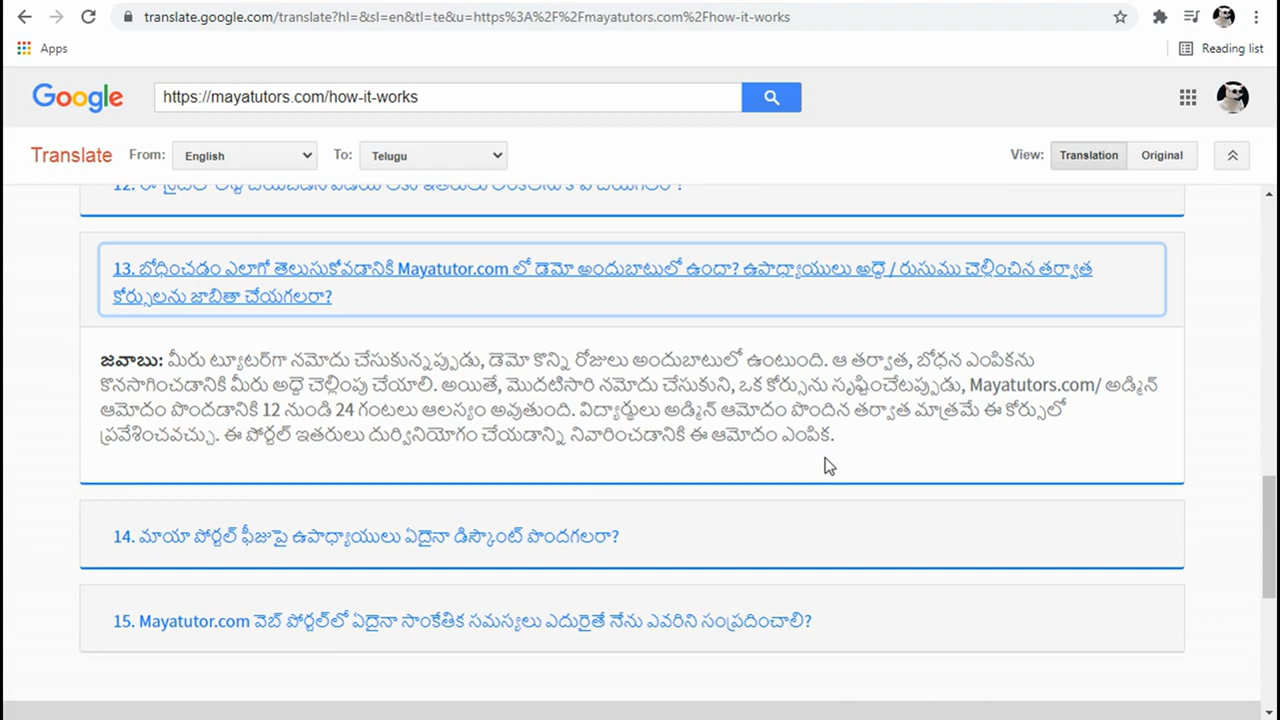 translate.google.com/translate?hl=&sl=en&tl=te&u=https%3A%2F%2Fmayatutors.com%2Fhow-it-works
Apps
Reading list
Google
https://mayatutors.com/how-it-works
Translate From: English To: Telugu View: Translation Original
13. బోధించడం ఎలాగో తెలుసుకోవడానికి Mayatutor.com లో డెమో అందుబాటులో ఉందా? ఉపాధ్యాయులు అద్దె / రుసుము చెల్లించిన తర్వాత
కోర్సులను జాబితా చేయగలరా?
జవాబు: మీరు ట్యూటర్‌గా నమోదు చేసుకున్నప్పుడు, డెమో కొన్ని రోజులు అందుబాటులో ఉంటుంది. ఆ తర్వాత, బోధన ఎంపికను
కొనసాగించడానికి మీరు అద్దె చెల్లింపు చేయాలి. అయితే, మొదటిసారి నమోదు చేసుకుని, ఒక కోర్సును సృష్టించేటప్పుడు, Mayatutors.com/ అడ్మిన్
ఆమోదం పొందడానికి 12 నుండి 24 గంటలు ఆలస్యం అవుతుంది. విద్యార్థులు అడ్మిన్ ఆమోదం పొందిన తర్వాత మాత్రమే ఈ కోర్సులో
ప్రవేశించవచ్చు. ఈ పోర్టల్ ఇతరులు దుర్వినియోగం చేయడాన్ని నివారించడానికి ఈ ఆమోదం ఎంపిక.
14. మాయా పోర్టల్ ఫీజుపై ఉపాధ్యాయులు ఏదైనా డిస్కౌంట్ పొందగలరా?
15. Mayatutor.com వెబ్ పోర్టల్‌లో ఏదైనా సాంకేతిక సమస్యలు ఎదురైతే నేను ఎవరిని సంప్రదించాలి?